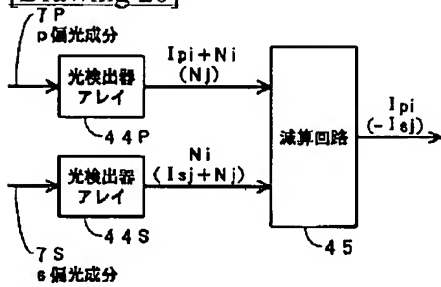 [Drawing
7P
p偏光成分
光検出器
アレイ
44P
Ipi+Ni
(Nj)
減算回路
Ipi
(-Isj)
光検出器
アレイ
44S
Ni
(Isj+Nj)
45
7S
s偏光成分